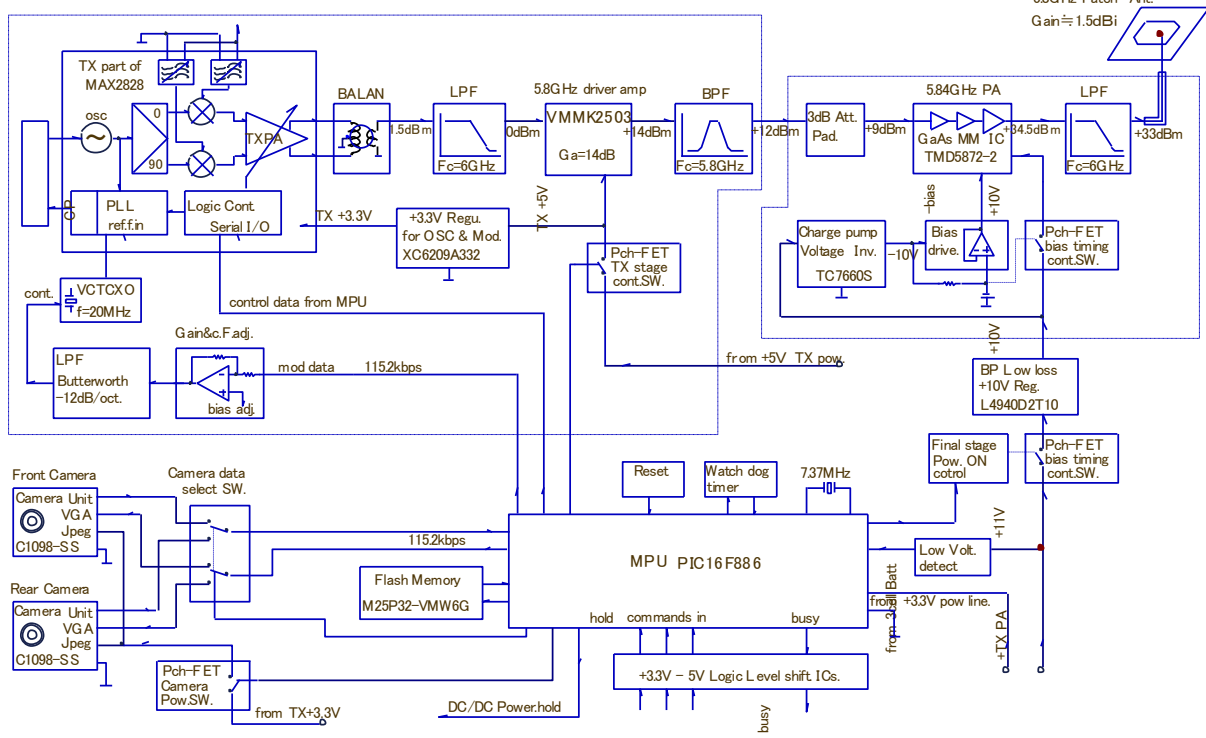 Gain≒1.5dBi
TX part of
MAX2828
osc
0
90
TXPA
BALAN
LPF
Fc=6GHz
1.5dBm
0dBm
5.8GHz driver amp
VMMK2503
Ga=14dB
+14dBm
BPF
Fc=5.8GHz
+12dBm
3dB Att.
Pad.
+9dBm
5.84GHz PA
GaAs MM IC
TMD5872-2
+34.5dBm
LPF
Fc=6GHz
+33dBm
CP
PLL
ref.f.in
Logic Cont.
Serial I/O
TX +3.3V
+3.3V Regu.
for OSC & Mod.
XC6209A332
TX +5V
Pch-FET
TX stage
cont.SW.
Charge pump
Voltage Inv.
TC7660S
-10V
-bias
+10V
Bias
drive.
Pch-FET
bias timing
cont.SW.
cont.
VCTCXO
f=20MHz
control data from MPU
Gain&c.F.adj.
LPF
Butterworth
-12dB/oct.
bias adj.
mod data
115.2kbps
from +5V TX pow.
+10V
BP Low loss
+10V Reg.
L4940D2T10
Final stage
Pow. ON
cotrol
Pch-FET
bias timing
cont.SW.
Front Camera
Camera Unit
VGA
Jpeg
C1098-SS
Camera data
select SW.
Reset
Watch dog
timer
7.37MHz
115.2kbps
MPU PIC16F886
+11V
Low Volt.
detect
Rear Camera
Camera Unit
VGA
Jpeg
C1098-SS
Flash Memory
M25P32-VMW6G
from +3.3V pow line.
from 3cell Batt
+TX PA
hold
commands in
busy
Pch-FET
Camera
Pow.SW.
+3.3V - 5V Logic Level shift ICs.
from TX+3.3V
DC/DC Power.hold
busy